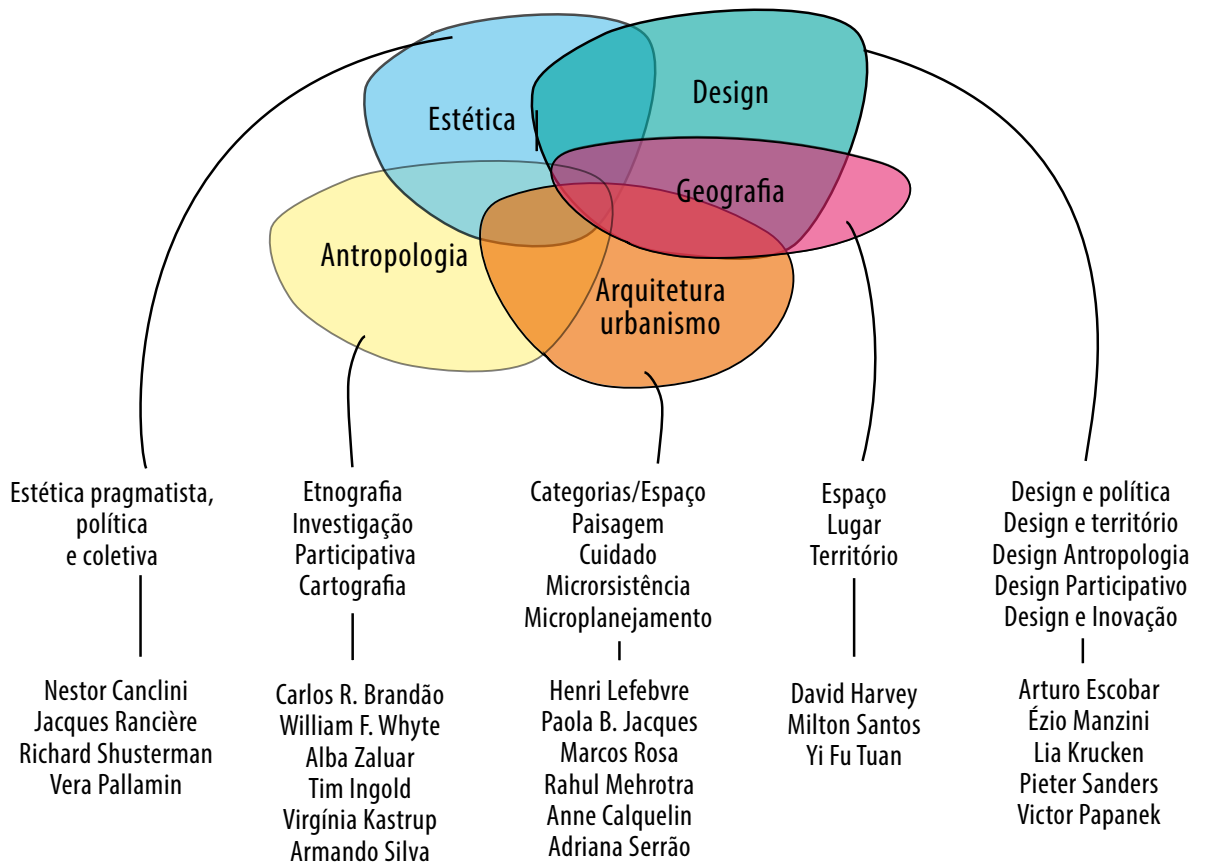 Estética
Design
Geografia
Antropologia
Arquitetura
urbanismo
Estética pragmatista,
política
e coletiva
Nestor Canclini
Jacques Rancière
Richard Shusterman
Vera Pallamin
Etnografia
Investigação
Participativa
Cartografia
Carlos R. Brandão
William F. Whyte
Alba Zaluar
Tim Ingold
Virgínia Kastrup
Armando Silva
Categorias/Espaço
Paisagem
Cuidado
Microrsistência
Microplanejamento
Henri Lefebvre
Paola B. Jacques
Marcos Rosa
Rahul Mehrotra
Anne Calquelin
Adriana Serrão
Espaço
Lugar
Território
David Harvey
Milton Santos
Yi Fu Tuan
Design e política
Design e território
Design Antropologia
Design Participativo
Design e Inovação
Arturo Escobar
Ézio Manzini
Lia Krucken
Pieter Sanders
Victor Papanek